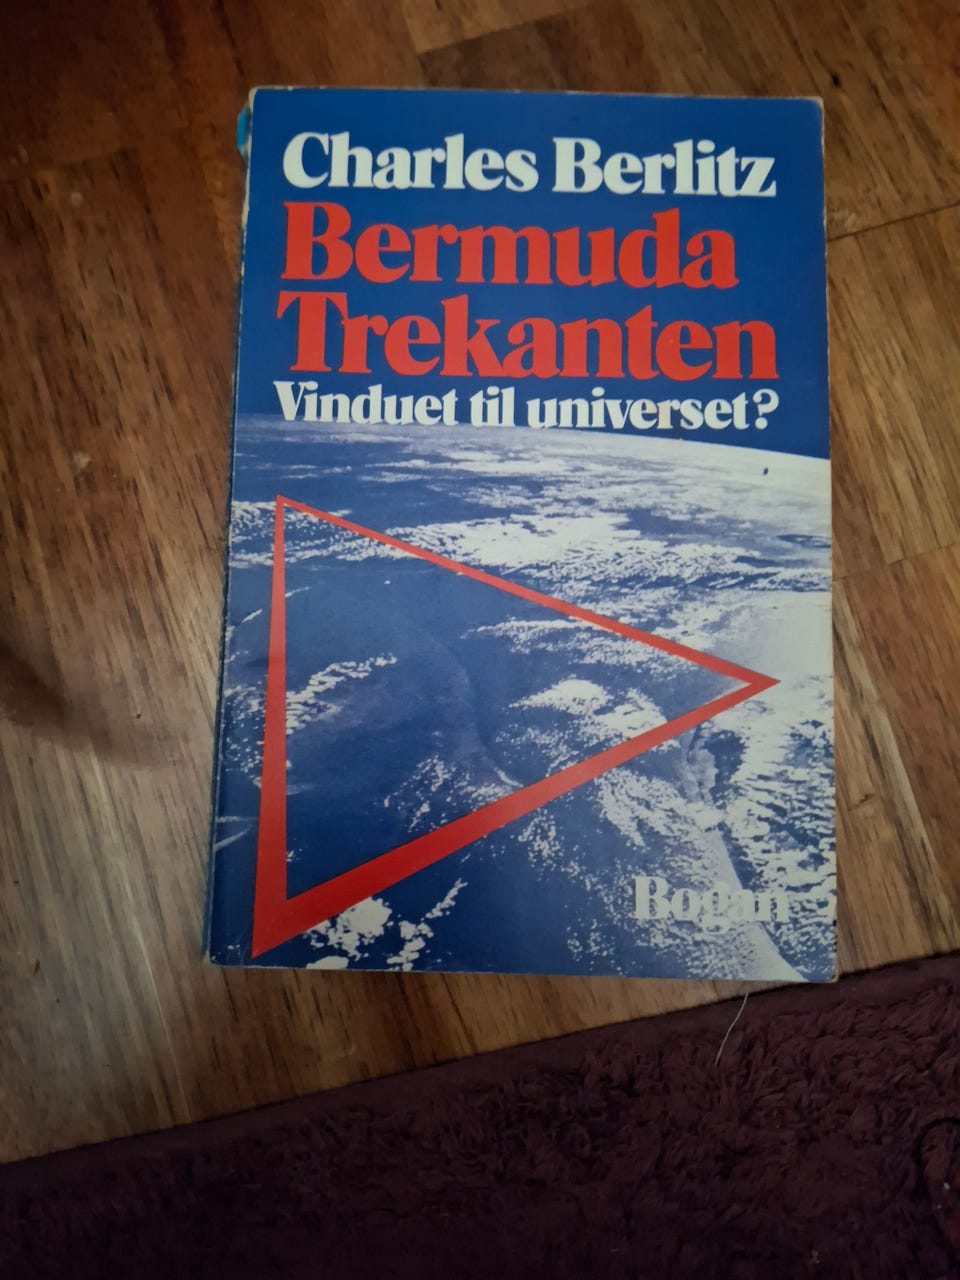 Charles Berlitz
Bermuda
Trekanten
Vinduet til universet?
Bogan